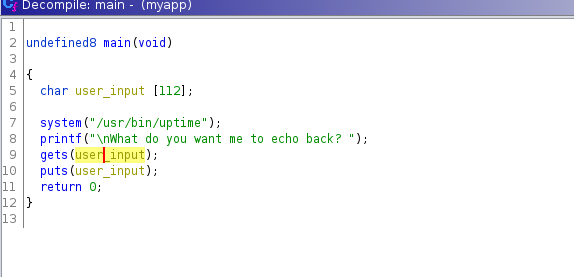 Decompile: main - (myapp)
1
2 undefined8 main(void)
3
4 {
5 char user_input [112];
6
7 system("/usr/bin/uptime");
8 printf("\nWhat do you want me to echo back? ");
9 gets(user_input);
10 puts(user_input);
11 return 0;
12 }
13